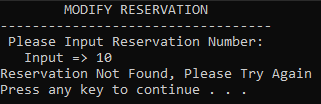 MODIFY RESERVATION
----------------------------------
Please Input Reservation Number:
Input => 10
Reservation Not Found, Please Try Again
Press any key to continue . . .